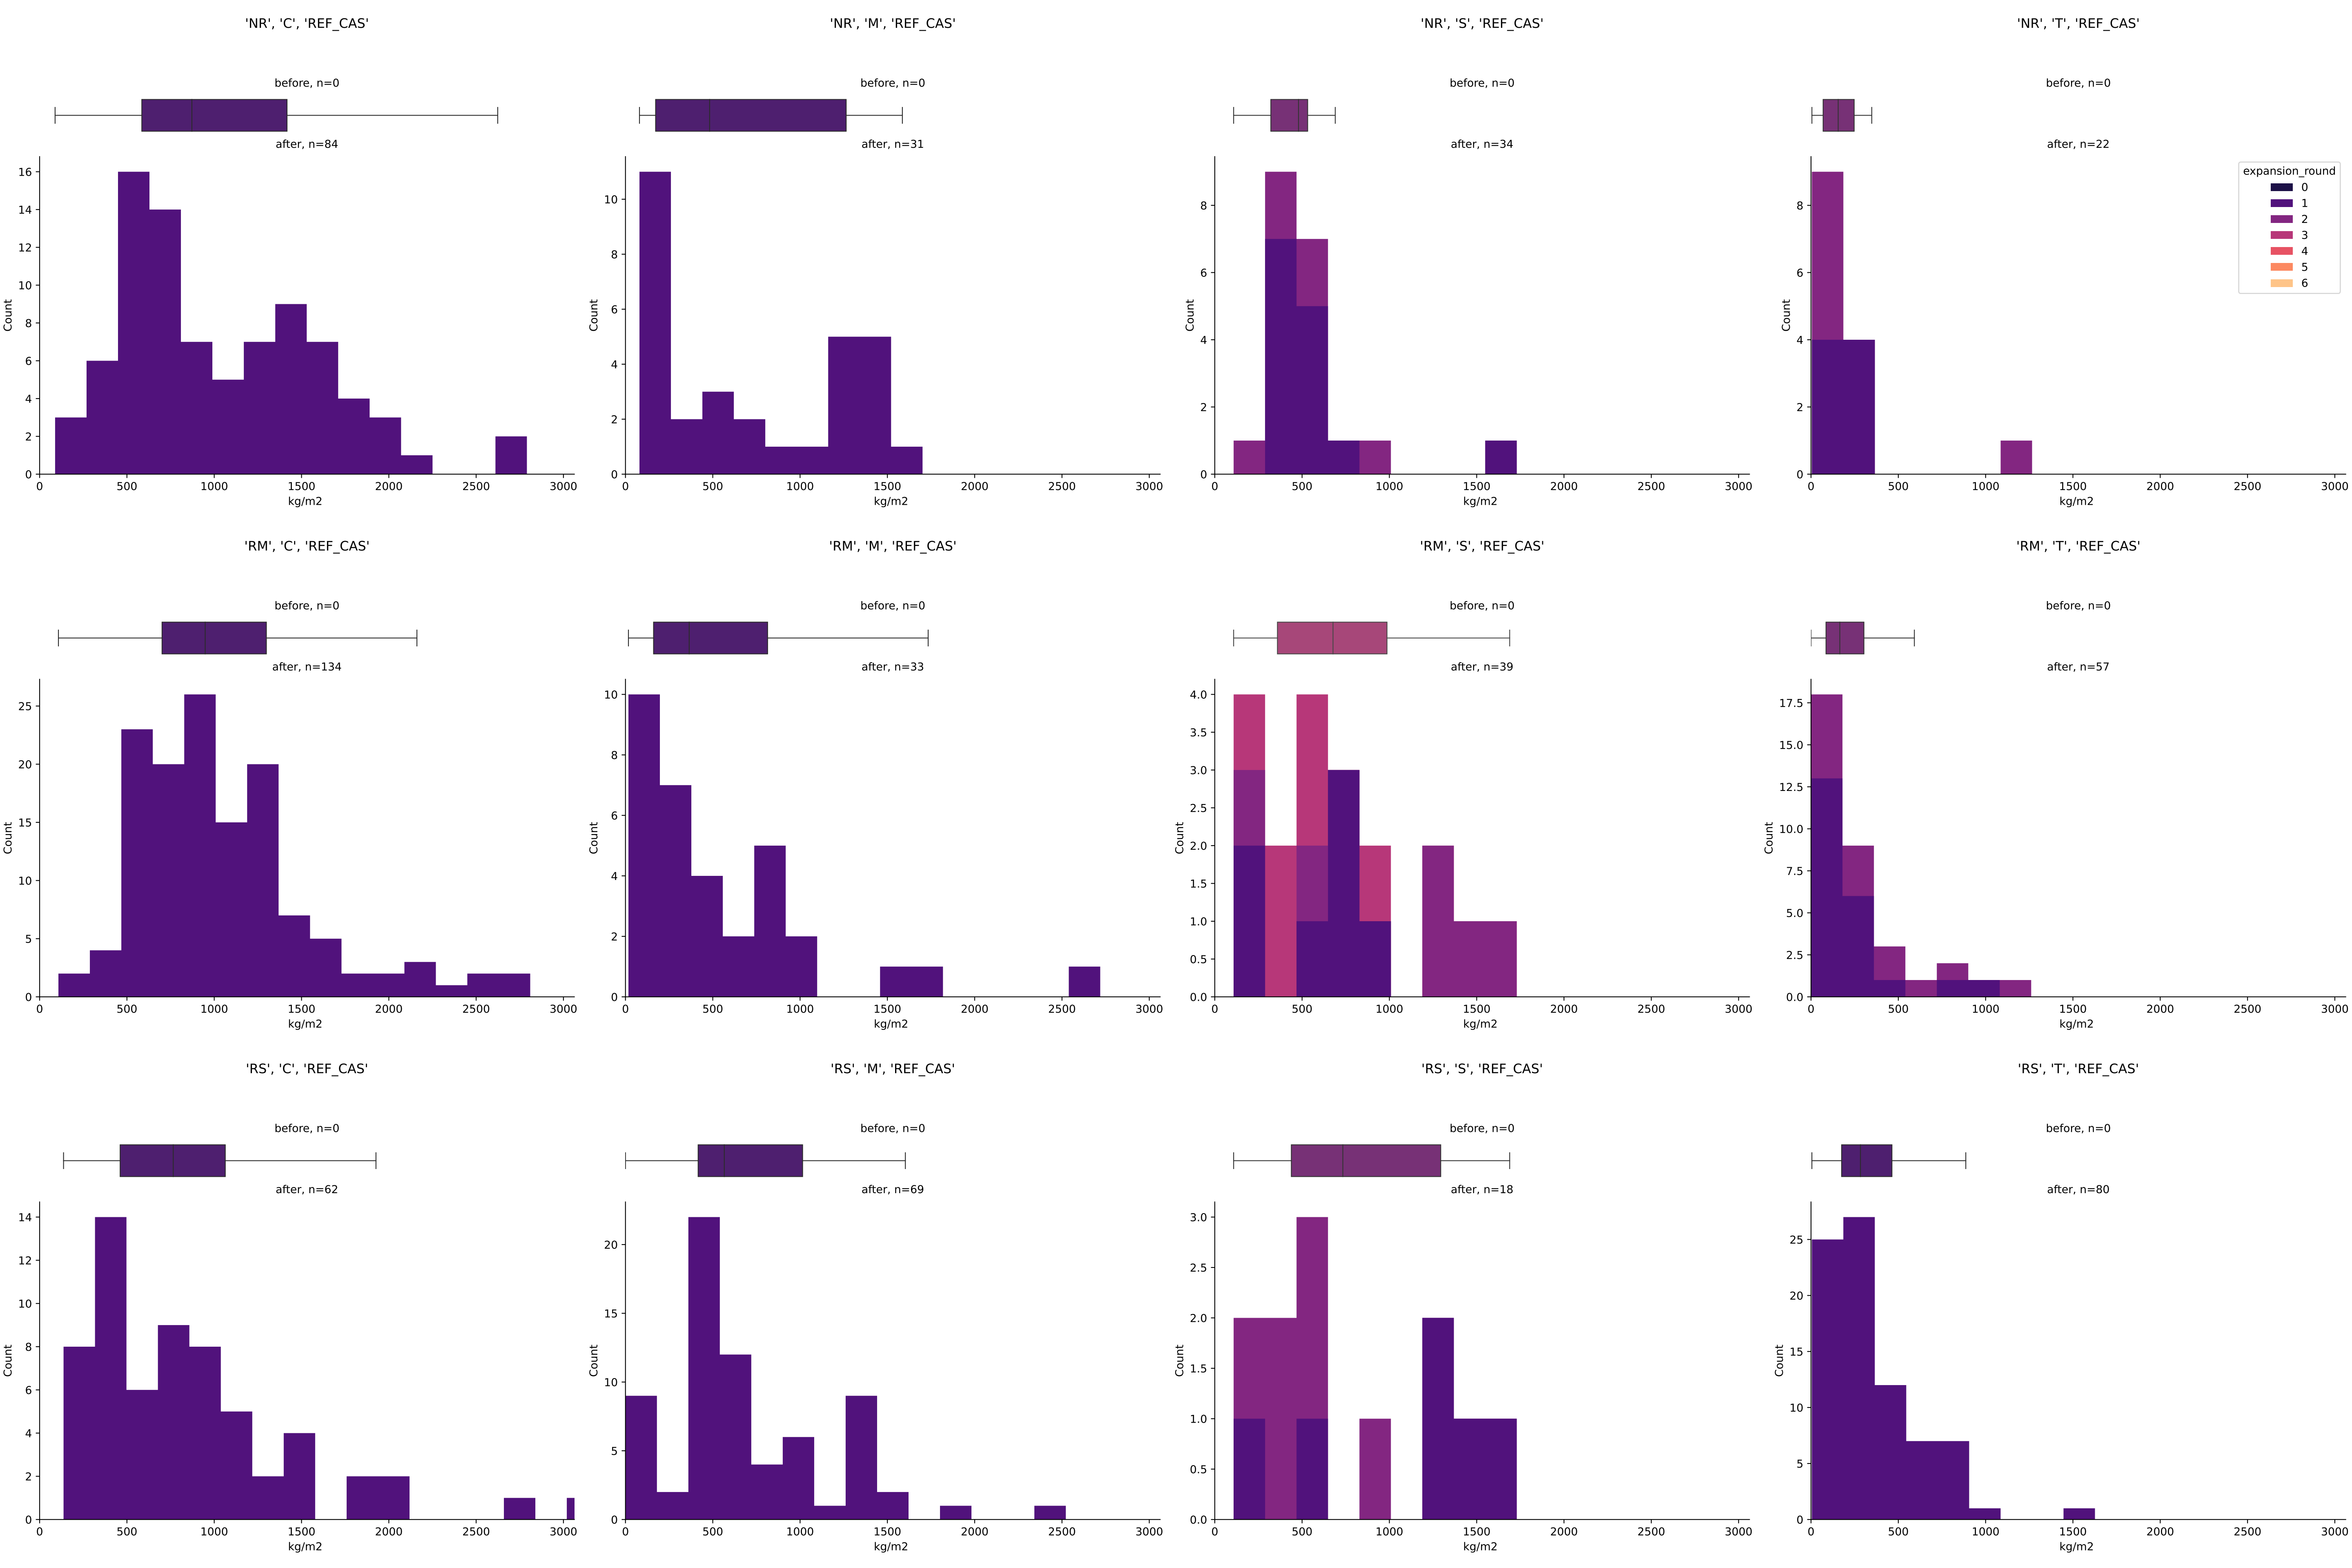 'NR', 'C', 'REF_CAS'
before, n=0
after, n=84
16
14
12
10
8
6
4
2
0
Count
0 500 1000 1500 2000 2500 3000
kg/m2
'NR', 'M', 'REF_CAS'
before, n=0
after, n=31
10
8
6
4
2
0
Count
0 500 1000 1500 2000 2500 3000
kg/m2
'NR', 'S', 'REF_CAS'
before, n=0
after, n=34
8
6
4
2
0
Count
0 500 1000 1500 2000 2500 3000
kg/m2
'NR', 'T', 'REF_CAS'
before, n=0
after, n=22
expansion_round
0
1
2
3
4
5
6
8
6
4
2
0
Count
0 500 1000 1500 2000 2500 3000
kg/m2
'RM', 'C', 'REF_CAS'
before, n=0
after, n=134
25
20
15
10
5
0
Count
0 500 1000 1500 2000 2500 3000
kg/m2
'RM', 'M', 'REF_CAS'
before, n=0
after, n=33
10
8
6
4
2
0
Count
0 500 1000 1500 2000 2500 3000
kg/m2
'RM', 'S', 'REF_CAS'
before, n=0
after, n=39
4.0
3.5
3.0
2.5
2.0
1.5
1.0
0.5
0.0
Count
0 500 1000 1500 2000 2500 3000
kg/m2
'RM', 'T', 'REF_CAS'
before, n=0
after, n=57
17.5
15.0
12.5
10.0
7.5
5.0
2.5
0.0
Count
0 500 1000 1500 2000 2500 3000
kg/m2
'RS', 'C', 'REF_CAS'
before, n=0
after, n=62
14
12
10
8
6
4
2
0
Count
0 500 1000 1500 2000 2500 3000
kg/m2
'RS', 'M', 'REF_CAS'
before, n=0
after, n=69
20
15
10
5
0
Count
0 500 1000 1500 2000 2500 3000
kg/m2
'RS', 'S', 'REF_CAS'
before, n=0
after, n=18
3.0
2.5
2.0
1.5
1.0
0.5
0.0
Count
0 500 1000 1500 2000 2500 3000
kg/m2
'RS', 'T', 'REF_CAS'
before, n=0
after, n=80
25
20
15
10
5
0
Count
0 500 1000 1500 2000 2500 3000
kg/m2